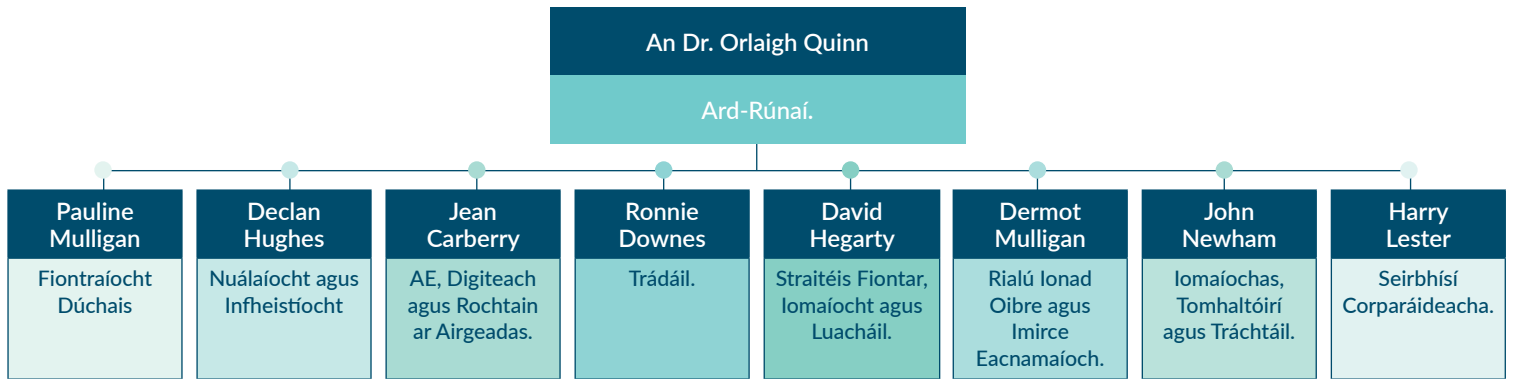 An Dr. Orlaigh Quinn
Ard-Rúnaí.
Pauline
Mulligan
Fiontraíocht
Dúchais
Declan
Hughes
Nuálaíocht agus
Infheistíocht
Jean
Carberry
AE, Digiteach
agus Rochtain
ar Airgeadas.
Ronnie
Downes
Trádáil.
David
Hegarty
Straitéis Fiontar,
Iomaíocht agus
Luacháil.
Dermot
Mulligan
Rialú Ionad
Oibre agus
Imirce
Eacnamaíoch.
John
Newham
Iomaíochas,
Tomhaltóirí
agus Tráchtáil.
Harry
Lester
Seirbhísí
Corparáideacha.